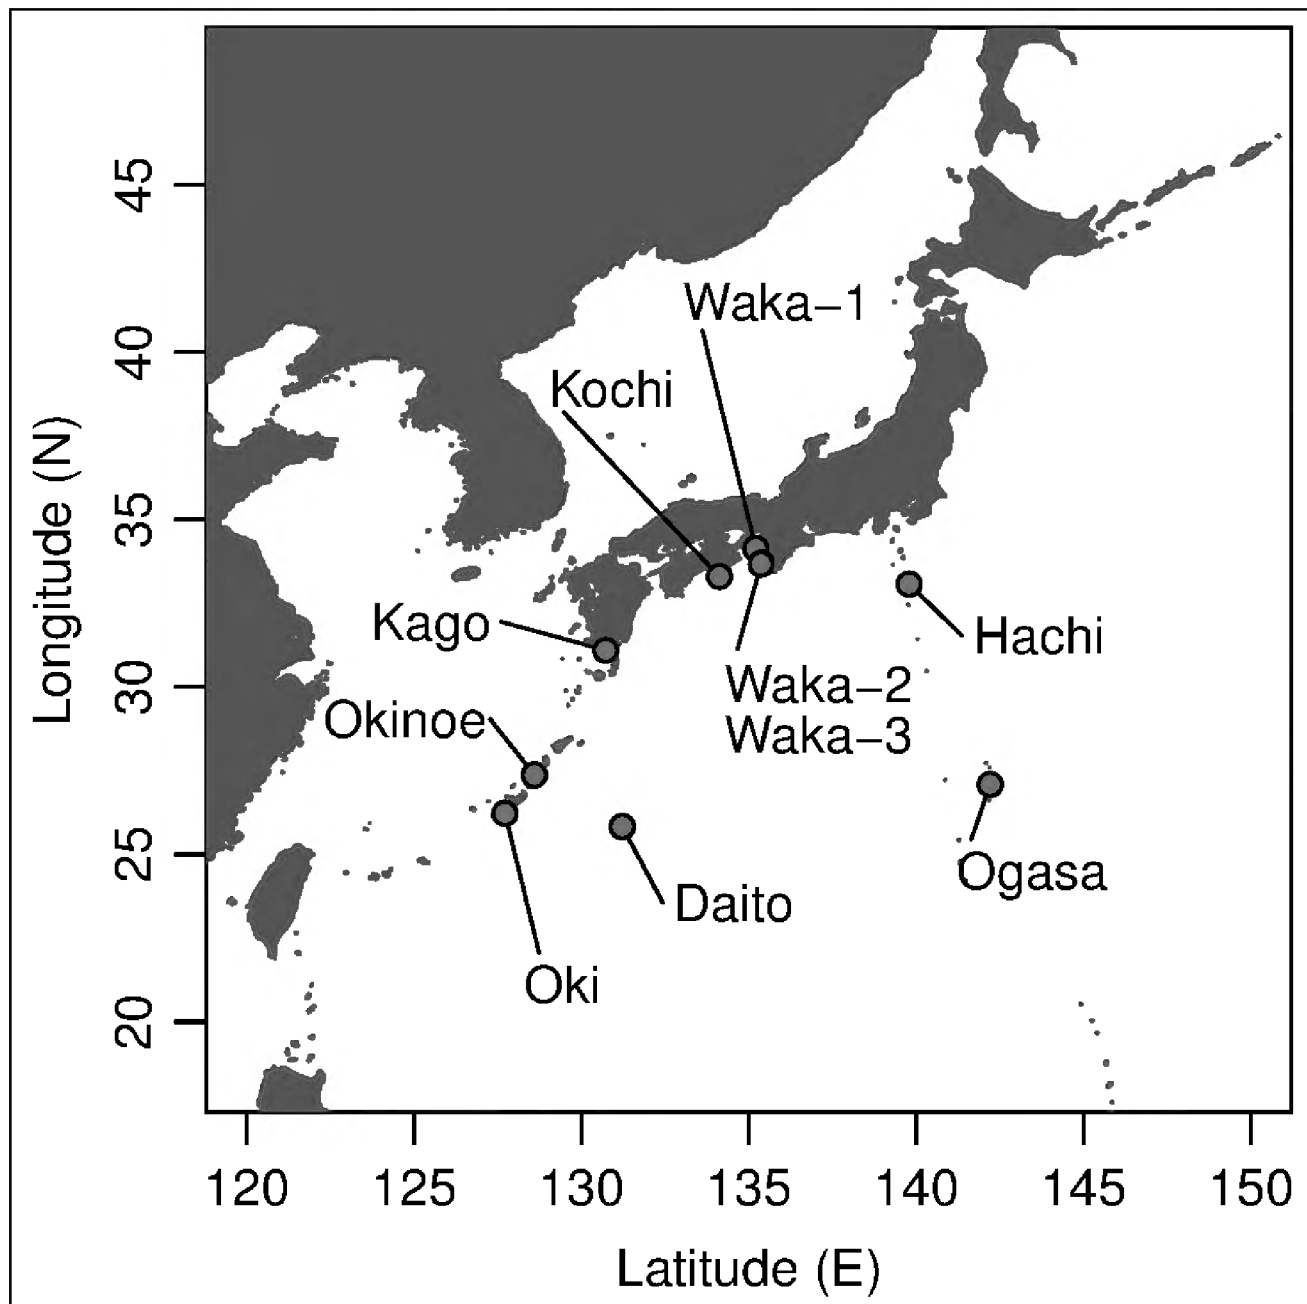 Waka−1
Kochi
Kago
Hachi
Waka−2
Waka−3
Okinoe
Ogasa
Daito
Oki
45
40
35
30
25
20
Longitude (N)
120
125
130
135
140
145
150
Latitude (E)